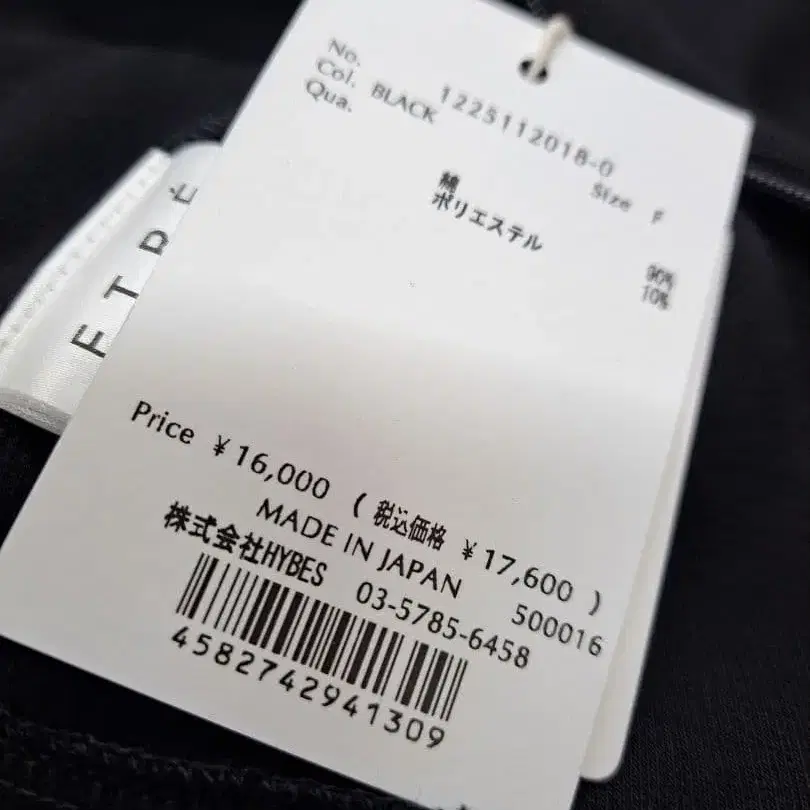 No. 1225112018-0
Col. BLACK Size F
Qua.
綿 90%
ポリエステル 10%
Price ¥16,000 (税込価格 ¥17,600)
MADE IN JAPAN 500016
株式会社HYBES 03-5785-6458
4582742941309